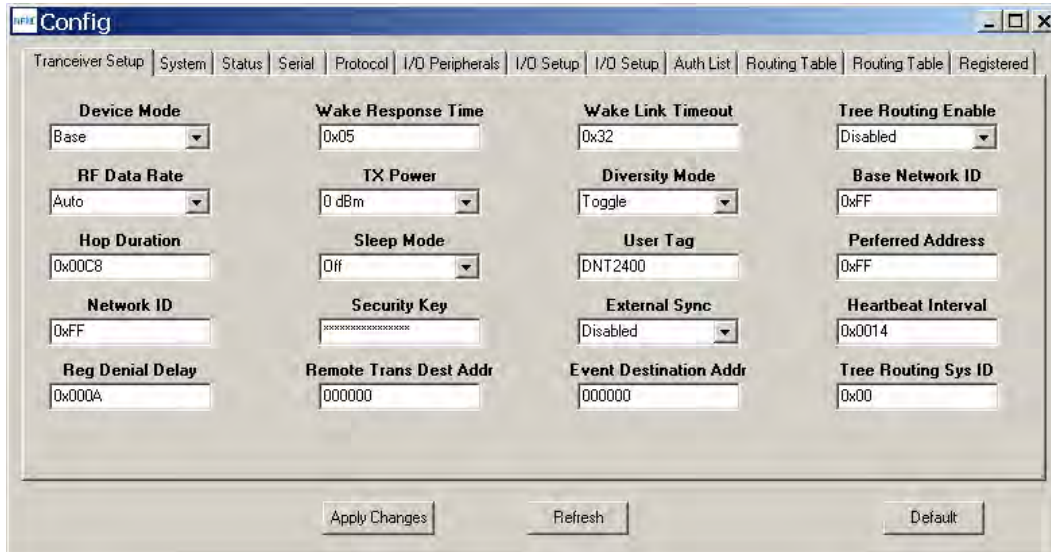 Config
Tranceiver Setup System Status Serial Protocol I/O Peripherals I/O Setup I/O Setup Auth List Routing Table Routing Table Registered
Device Mode Wake Response Time Wake Link Timeout Tree Routing Enable
Base 0x05 0x32 Disabled
RF Data Rate TX Power Diversity Mode Base Network ID
Auto 0 dBm Toggle 0xFF
Hop Duration Sleep Mode User Tag Perferred Address
0x00C8 Off DNT2400 0xFF
Network ID Security Key External Sync Heartbeat Interval
0xFF **************** Disabled 0x0014
Reg Denial Delay Remote Trans Dest Addr Event Destination Addr Tree Routing Sys ID
0x000A 000000 000000 0x00
Apply Changes Refresh Default